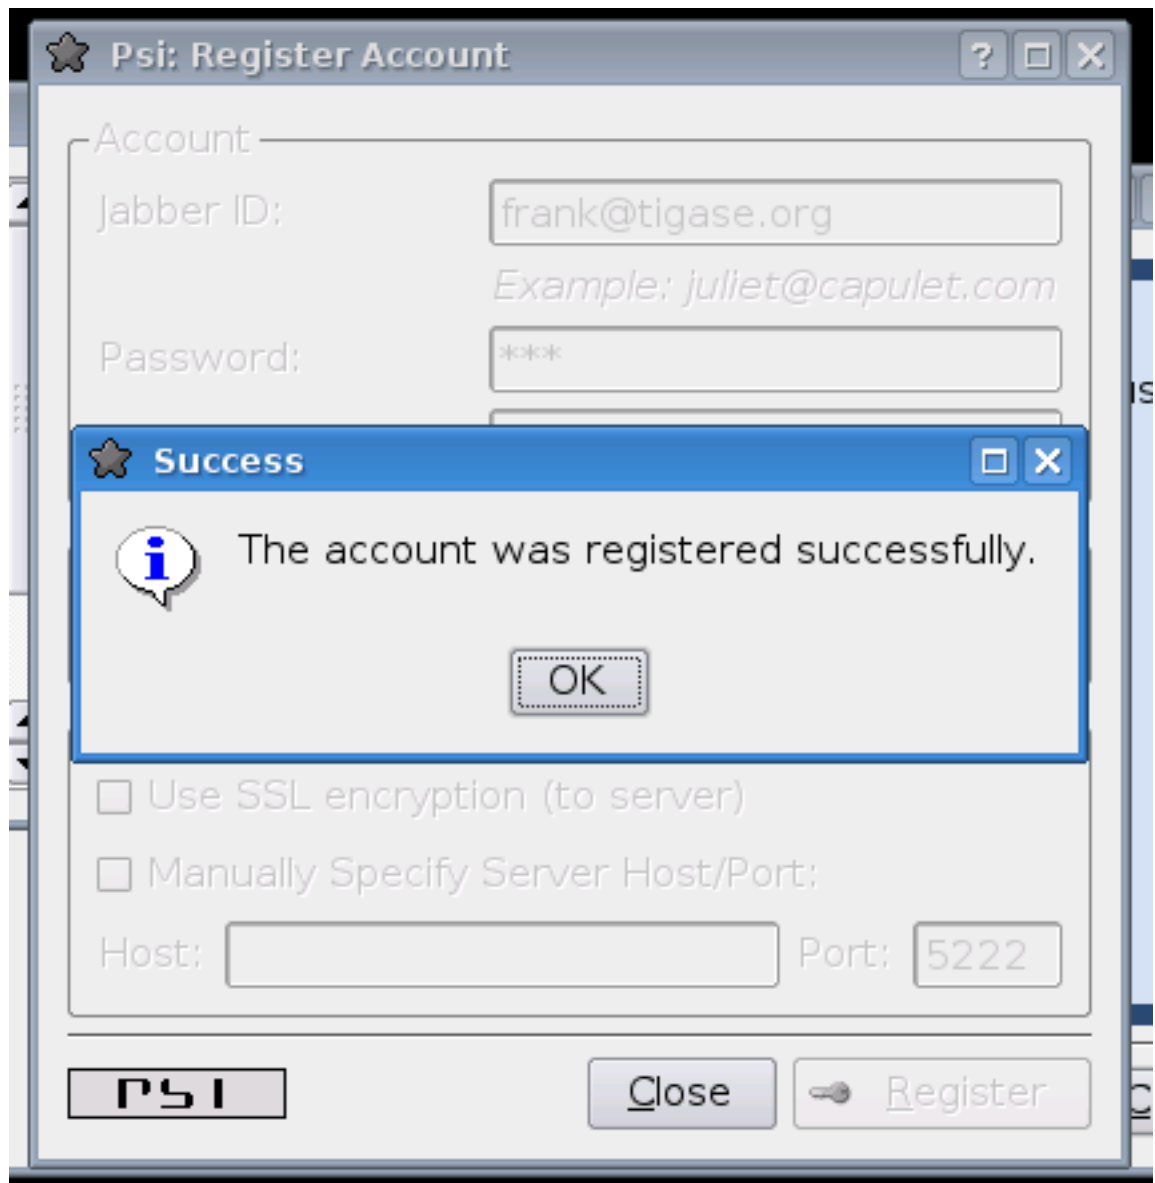 Psi: Register Account
Account
Jabber ID:
frank@tigase.org
Example: juliet@capulet.com
Password:
***
Success
The account was registered successfully.
OK
Use SSL encryption (to server)
Manually Specify Server Host/Port:
Host:
Port:
5222
PSI
Close
Register